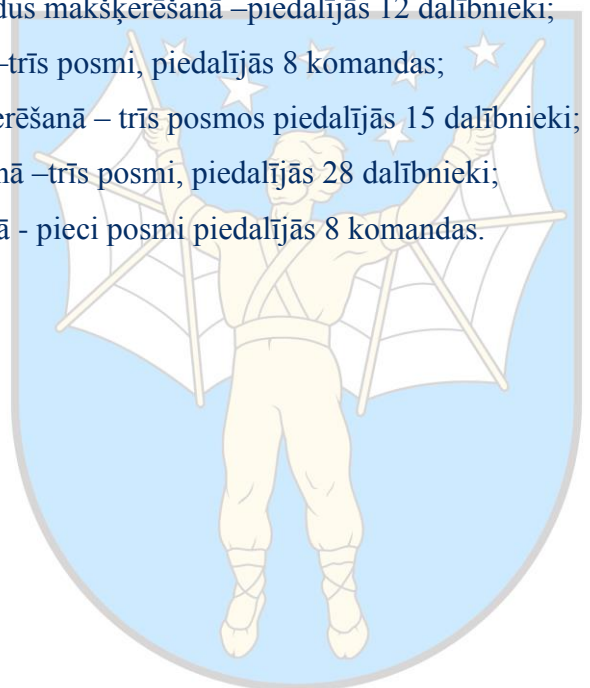 dus makšķerēšanā –piedalījās 12 dalībnieki;
–trīs posmi, piedalījās 8 komandas;
erēšanā – trīs posmos piedalījās 15 dalībnieki;
nā –trīs posmi, piedalījās 28 dalībnieki;
ā - pieci posmi piedalījās 8 komandas.